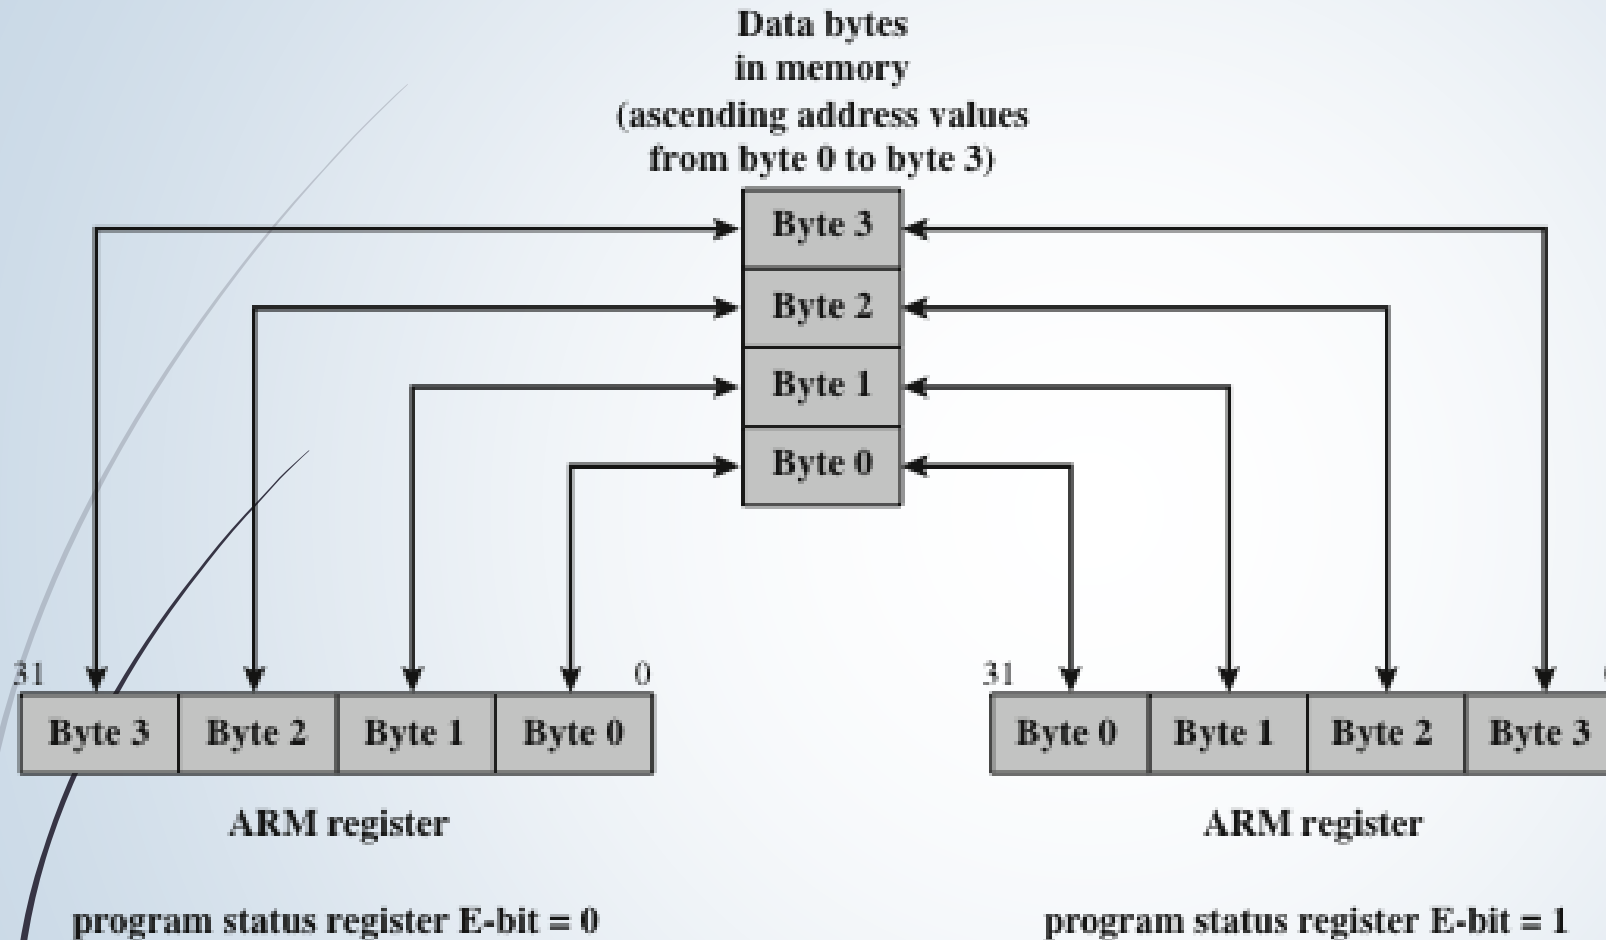 Data bytes
in memory
(ascending address values
from byte 0 to byte 3)
Byte 3
Byte 2
Byte 1
Byte 0
31
0
Byte 3
Byte 2
Byte 1
Byte 0
ARM register
program status register E-bit = 0
31
Byte 0
Byte 1
Byte 2
Byte 3
ARM register
program status register E-bit = 1